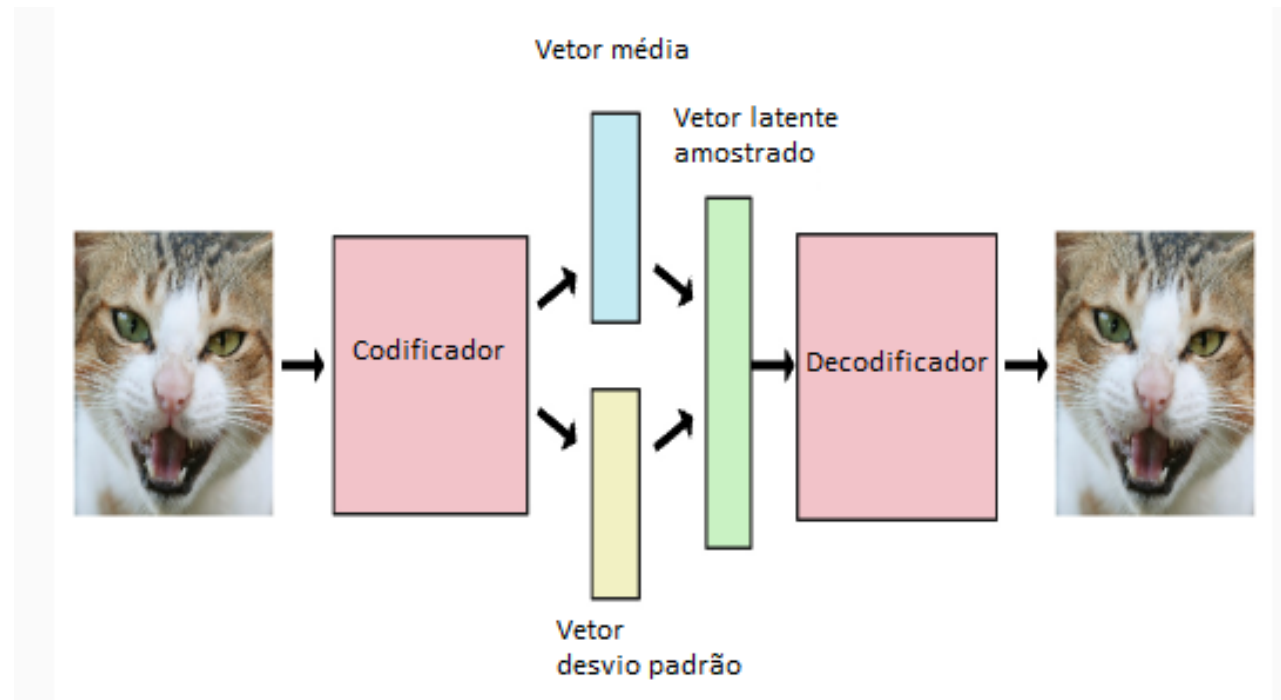 Vetor média
Vetor latente
amostrado
Codificador
Decodificador
Vetor
desvio padrão